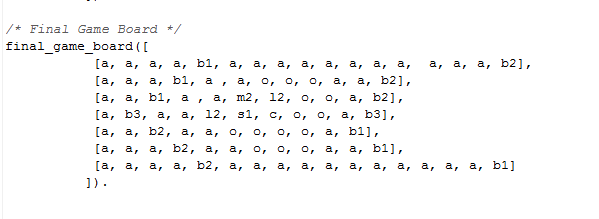 /* Final Game Board */
final_game_board([
[a, a, a, a, b1, a, a, a, a, a, a, a, a, a, a, a, b2],
[a, a, a, b1, a , a, o, o, o, a, a, b2],
[a, a, b1, a , a, m2, l2, o, o, a, b2],
[a, b3, a, a, l2, s1, c, o, o, a, b3],
[a, a, b2, a, a, o, o, o, o, a, b1],
[a, a, a, b2, a, a, o, o, o, a, a, b1],
[a, a, a, a, b2, a, a, a, a, a, a, a, a, a, a, a, b1]
]).